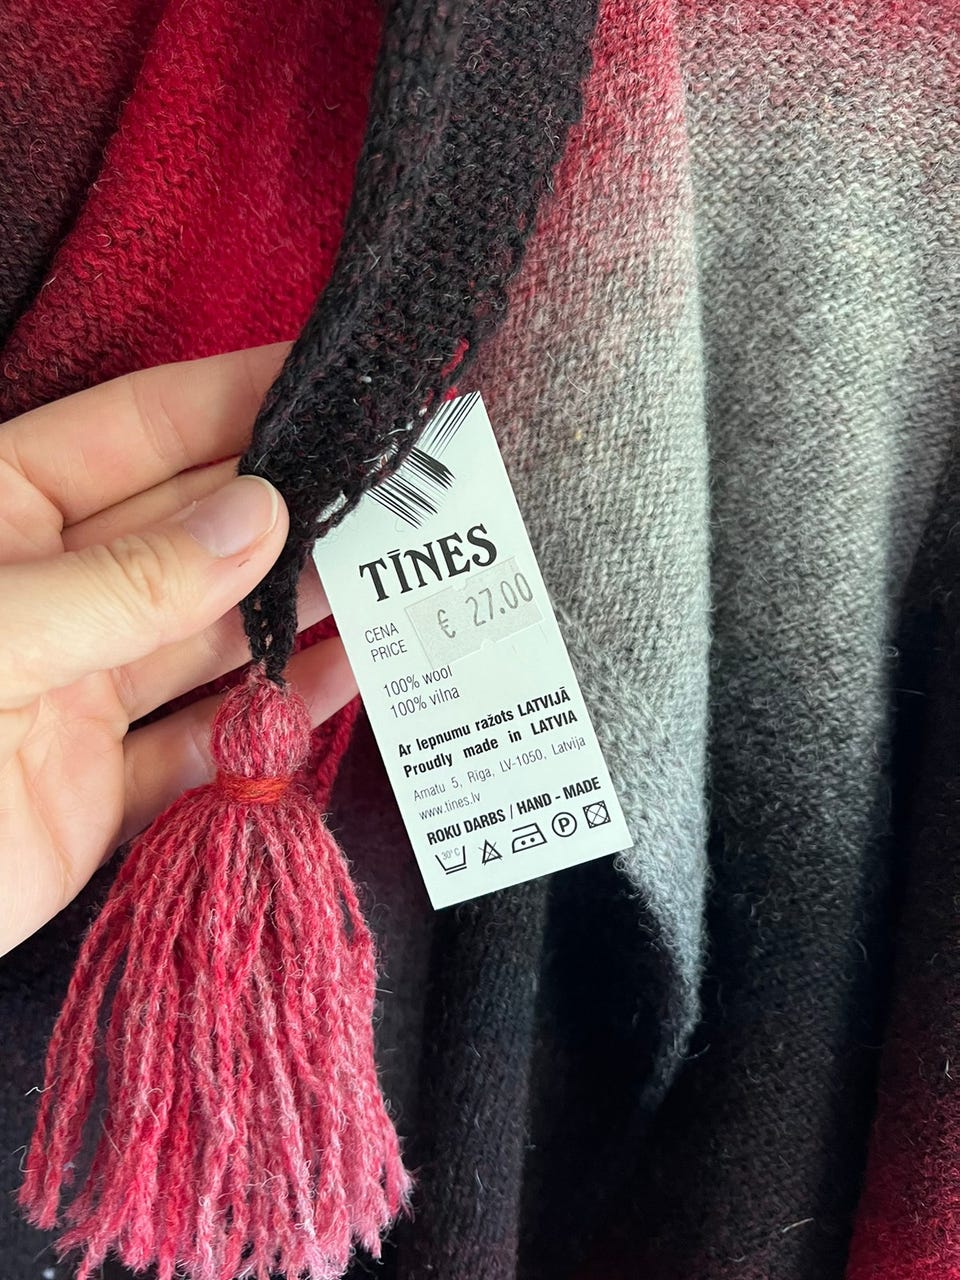 TĪNES
CENA € 27.00
PRICE
100% wool
100% vilna
Ar lepnumu ražots LATVIJĀ
Proudly made in LATVIA
Amatu 5, Rīga, LV-1050, Latvija
www.tines.lv
ROKU DARBS / HAND - MADE
30°C P